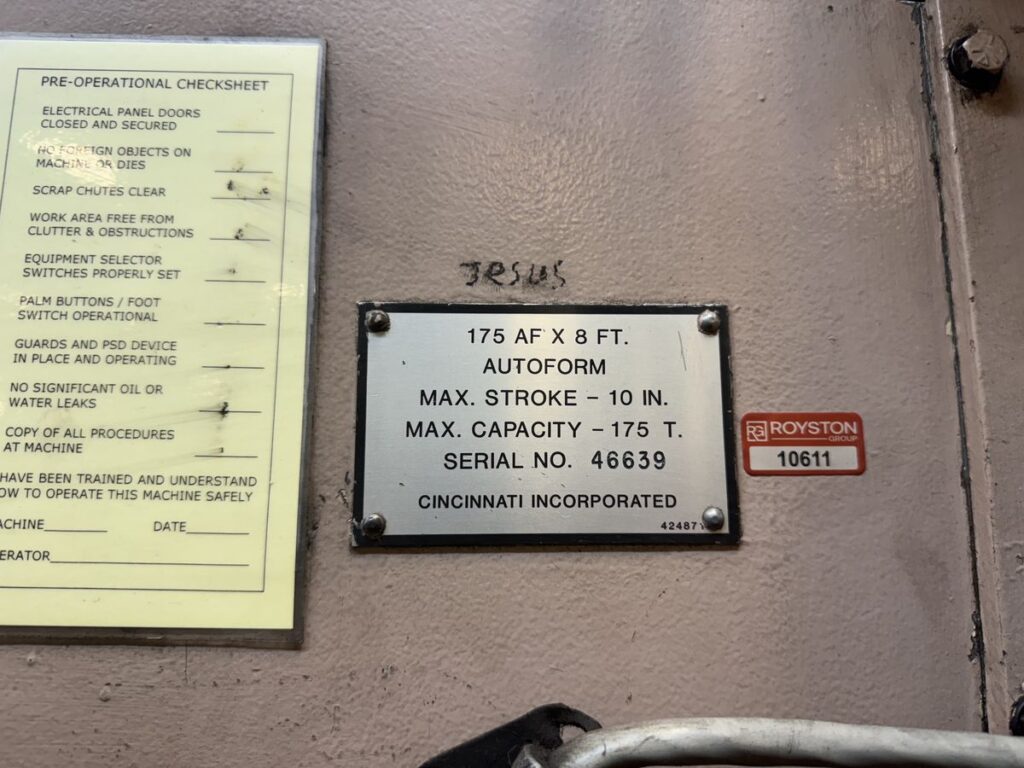 PRE-OPERATIONAL CHECKSHEET
ELECTRICAL PANEL DOORS
CLOSED AND SECURED
NO FOREIGN OBJECTS ON
MACHINE OR DIES
SCRAP CHUTES CLEAR
WORK AREA FREE FROM
CLUTTER & OBSTRUCTIONS
EQUIPMENT SELECTOR
SWITCHES PROPERLY SET
PALM BUTTONS / FOOT
SWITCH OPERATIONAL
GUARDS AND PSD DEVICE
IN PLACE AND OPERATING
NO SIGNIFICANT OIL OR
WATER LEAKS
COPY OF ALL PROCEDURES
AT MACHINE
HAVE BEEN TRAINED AND UNDERSTAND
OW TO OPERATE THIS MACHINE SAFELY
ACHINE DATE
ERATOR
Jesus
175 AF X 8 FT.
AUTOFORM
MAX. STROKE - 10 IN.
MAX. CAPACITY - 175 T.
SERIAL NO. 46639
CINCINNATI INCORPORATED
RG ROYSTON
GROUP
10611